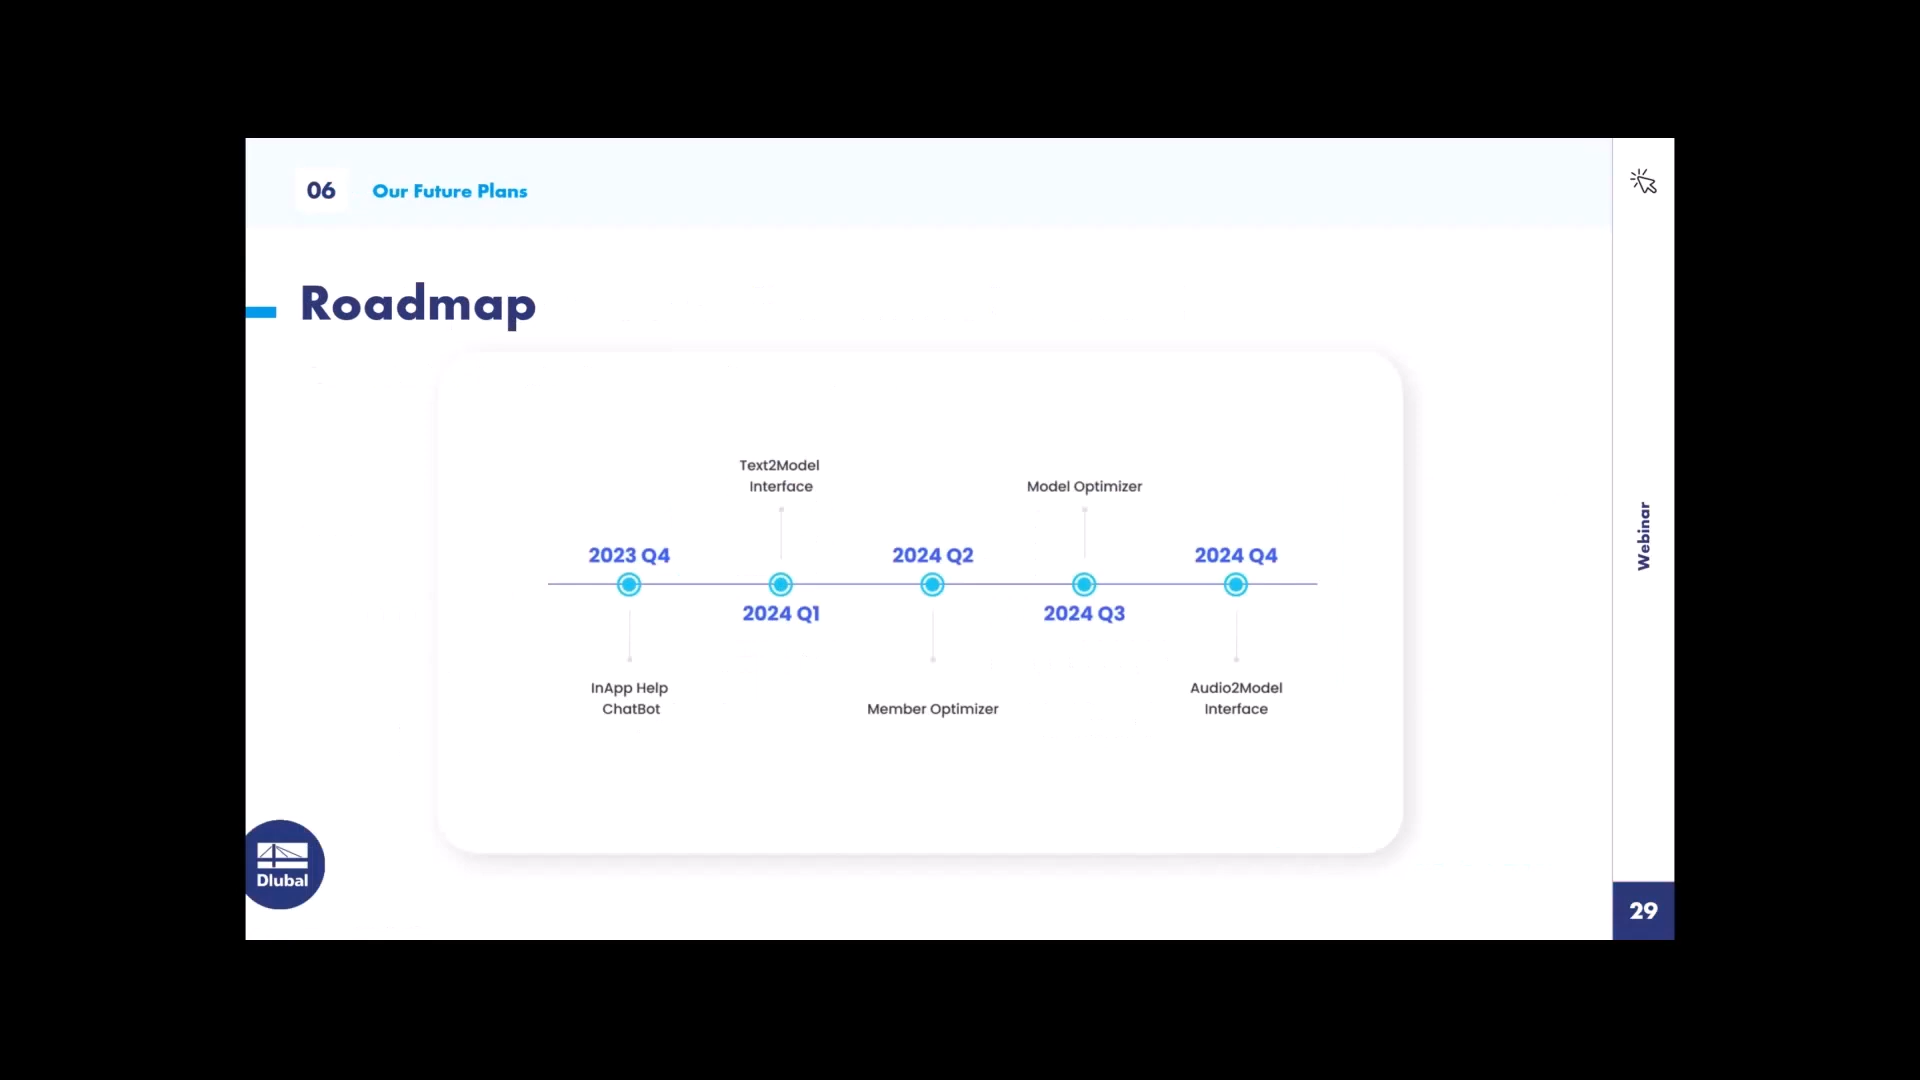 06 Our Future Plans
Roadmap
Text2Model
Interface
Model Optimizer
2023 Q4
2024 Q2
2024 Q4
2024 Q1
2024 Q3
InApp Help
ChatBot
Member Optimizer
Audio2Model
Interface
Webinar
Dlubal
29